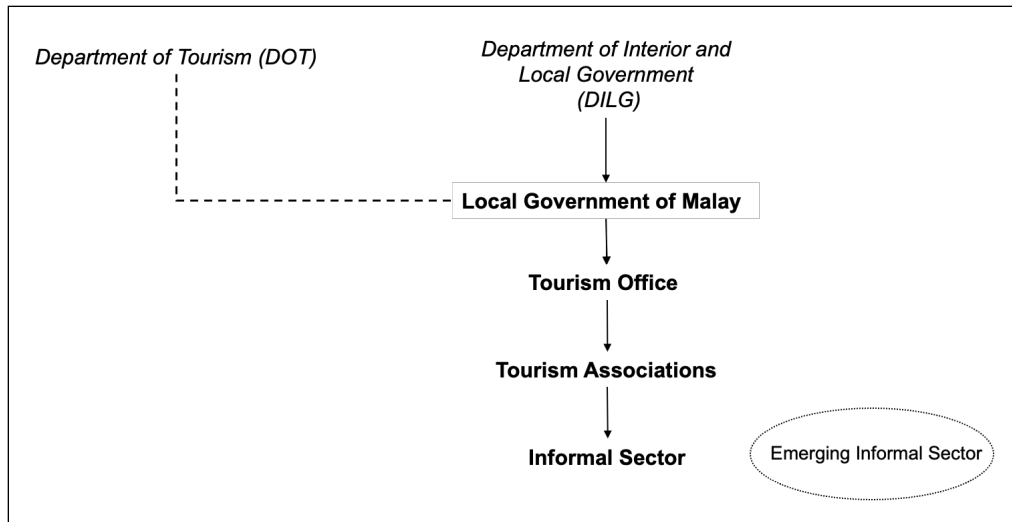 Department of Tourism (DOT)
Department of Interior and
Local Government
(DILG)
Local Government of Malay
Tourism Office
Tourism Associations
Informal Sector
Emerging Informal Sector